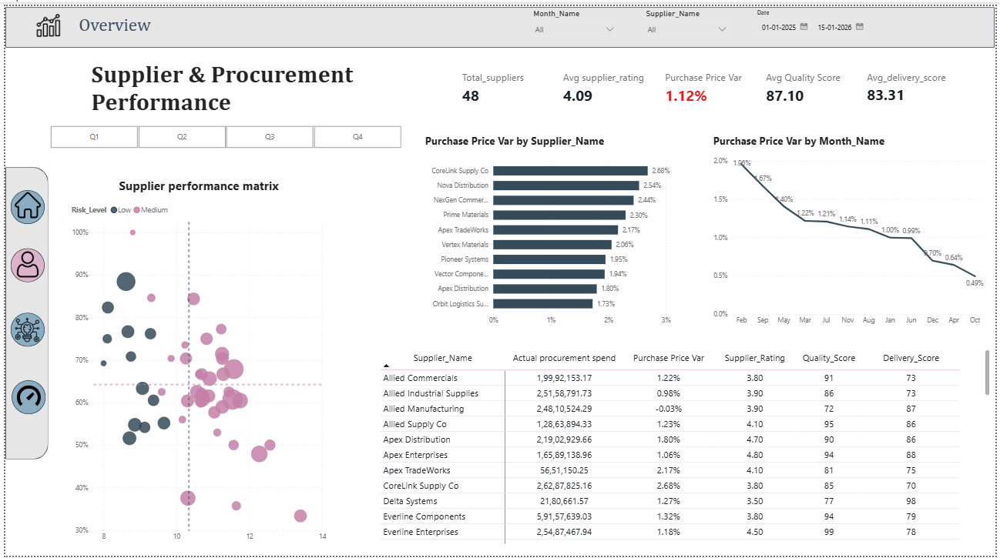 Overview
Month_Name
All
Supplier_Name
All
Date
01-01-2025 15-01-2026
Supplier & Procurement
Performance
Total_suppliers
48
Avg supplier_rating
4.09
Purchase Price Var
1.12%
Avg Quality Score
87.10
Avg_delivery_score
83.31
Q1 Q2 Q3 Q4
Supplier performance matrix
Risk_Level Low Medium
100%
90%
80%
70%
60%
50%
40%
30%
8 10 12 14
Purchase Price Var by Supplier_Name
CoreLink Supply Co 2.68%
Nova Distribution 2.54%
NexGen Commer... 2.44%
Prime Materials 2.30%
Apex TradeWorks 2.17%
Vertex Materials 2.06%
Pioneer Systems 1.95%
Vector Compone... 1.94%
Apex Distribution 1.80%
Orbit Logistics Su... 1.73%
0% 1% 2% 3%
Purchase Price Var by Month_Name
2.0%
1.5%
1.0%
0.5%
0.0%
1.96% 1.67% 1.40% 1.22% 1.21% 1.14% 1.11% 1.00% 0.99% 0.70% 0.64% 0.49%
Feb Sep May Mar Jul Nov Aug Jan Jun Dec Apr Oct
Supplier_Name Actual procurement spend Purchase Price Var Supplier_Rating Quality_Score Delivery_Score
Allied Commercials 1,99,92,153.17 1.22% 3.80 91 73
Allied Industrial Supplies 2,51,58,791.73 0.98% 3.90 86 73
Allied Manufacturing 2,48,10,524.29 -0.03% 3.90 72 87
Allied Supply Co 1,28,63,894.33 1.23% 4.10 95 86
Apex Distribution 2,19,02,929.66 1.80% 4.70 90 86
Apex Enterprises 1,65,89,138.96 1.06% 4.80 94 88
Apex TradeWorks 56,51,150.25 2.17% 4.10 81 75
CoreLink Supply Co 2,62,87,825.16 2.68% 3.80 85 70
Delta Systems 21,80,661.57 1.27% 3.50 77 98
Everline Components 5,91,57,639.03 1.32% 3.80 94 79
Everline Enterprises 2,54,87,467.94 1.18% 4.50 99 78